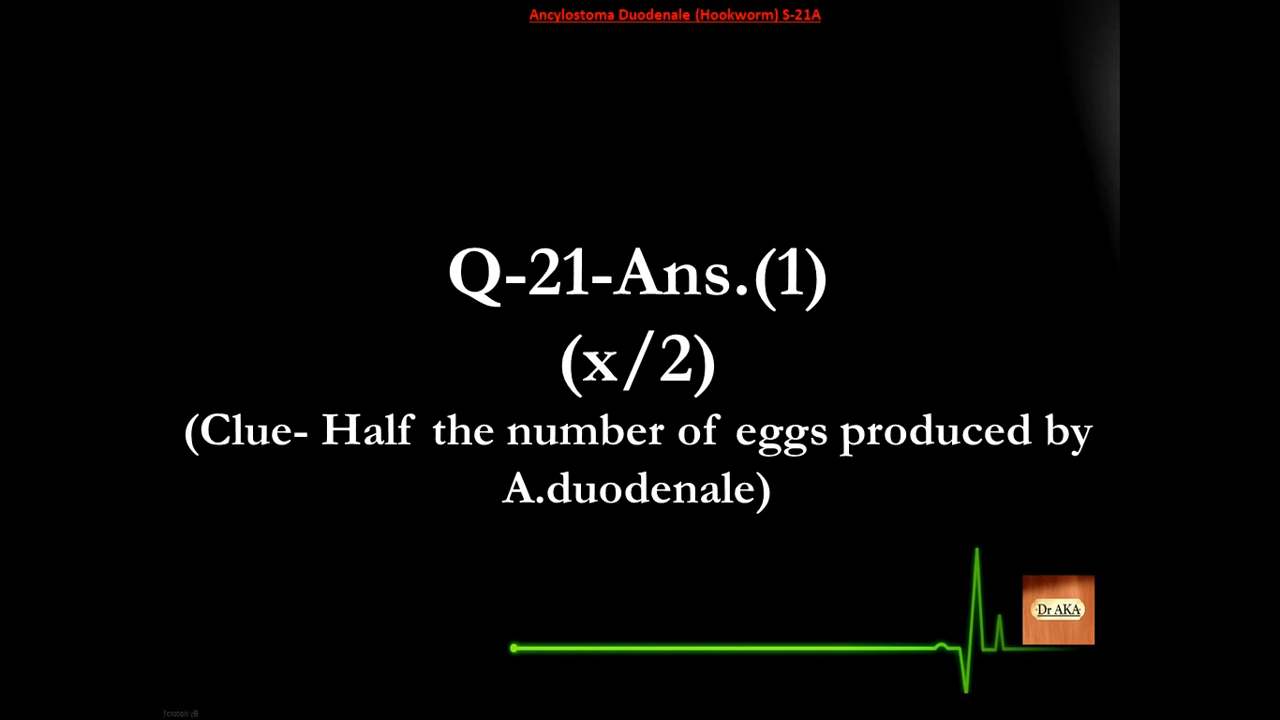 Ancylostoma Duodenale (Hookworm) S-21A
Q-21-Ans.(1)
(x/2)
(Clue- Half the number of eggs produced by
A.duodenale)
Dr AKA